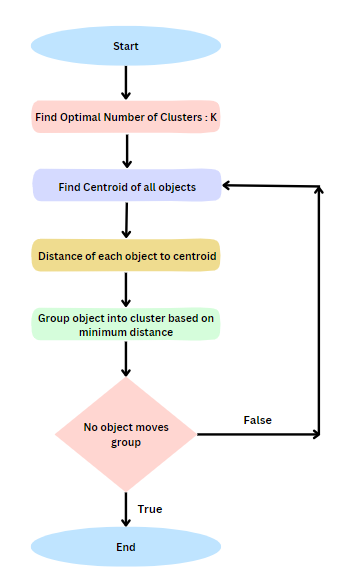 Start
Find Optimal Number of Clusters : K
Find Centroid of all objects
Distance of each object to centroid
Group object into cluster based on
minimum distance
No object moves
group
False
True
End